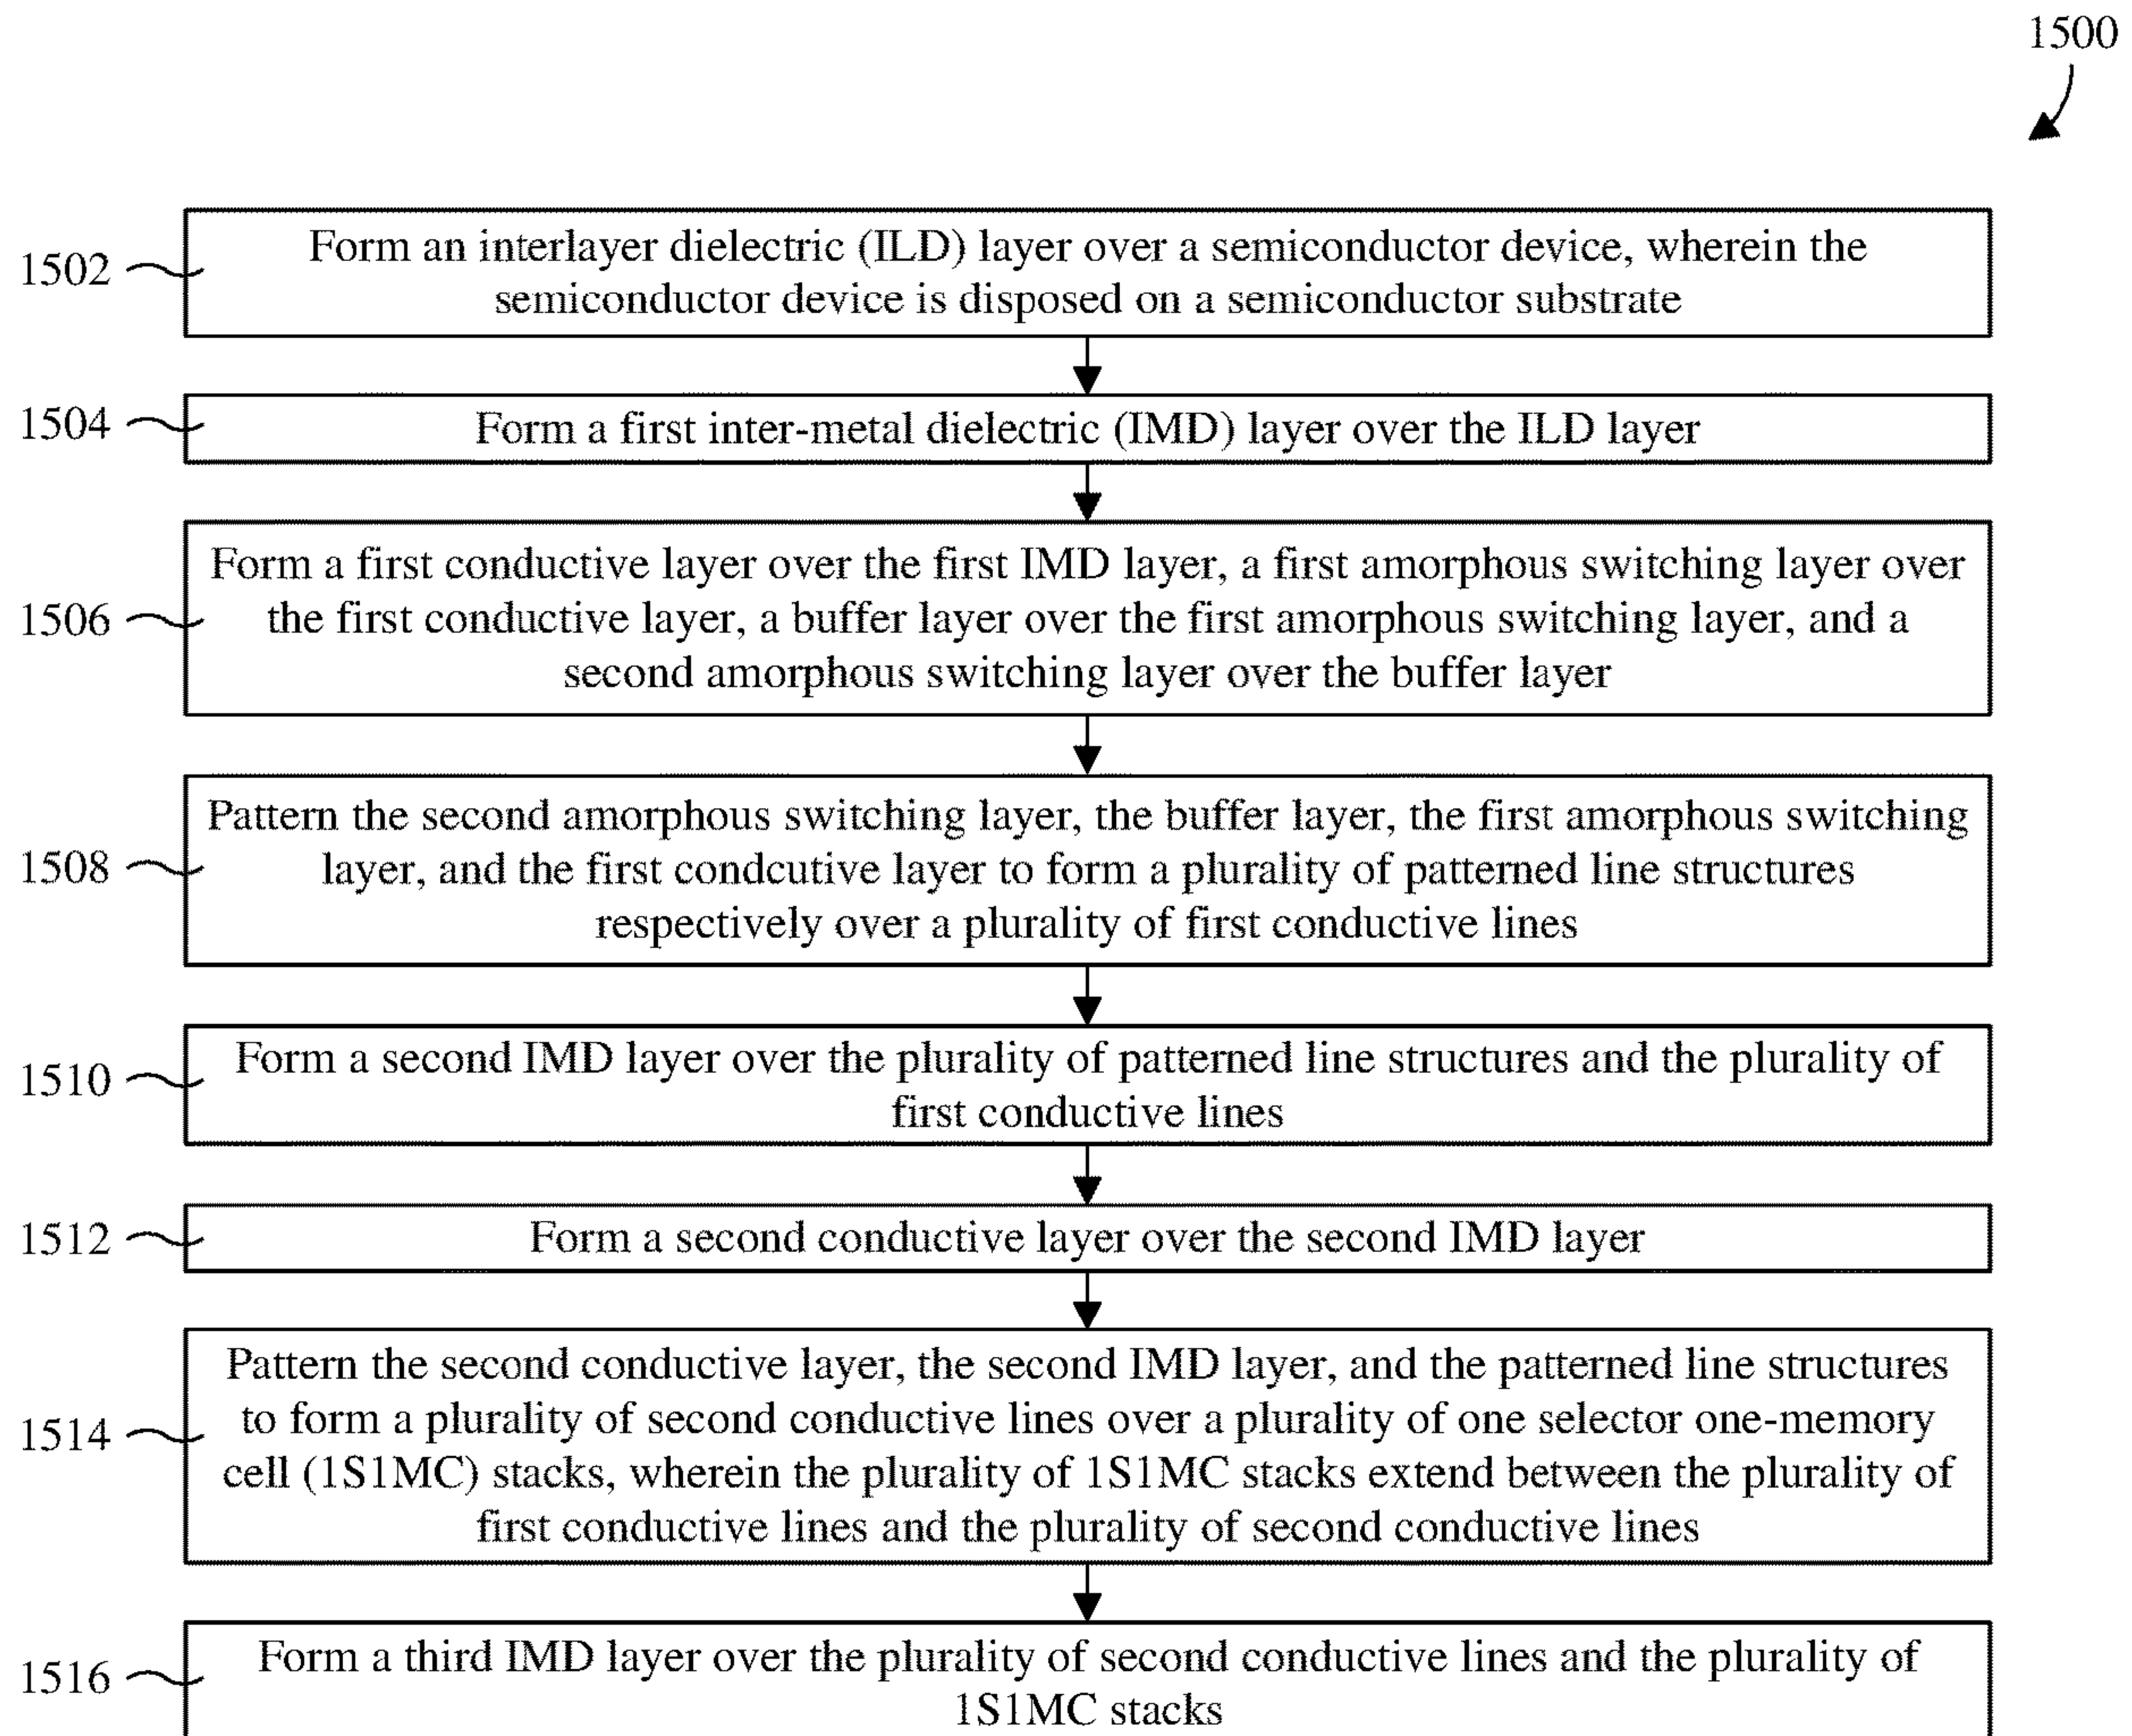 1500
1502
Form an interlayer dielectric (ILD) layer over a semiconductor device, wherein the
semiconductor device is disposed on a semiconductor substrate
1504
Form a first inter-metal dielectric (IMD) layer over the ILD layer
1506
Form a first conductive layer over the first IMD layer, a first amorphous switching layer over
the first conductive layer, a buffer layer over the first amorphous switching layer, and a
second amorphous switching layer over the buffer layer
1508
Pattern the second amorphous switching layer, the buffer layer, the first amorphous switching
layer, and the first condcutive layer to form a plurality of patterned line structures
respectively over a plurality of first conductive lines
1510
Form a second IMD layer over the plurality of patterned line structures and the plurality of
first conductive lines
1512
Form a second conductive layer over the second IMD layer
1514
Pattern the second conductive layer, the second IMD layer, and the patterned line structures
to form a plurality of second conductive lines over a plurality of one selector one-memory
cell (1S1MC) stacks, wherein the plurality of 1S1MC stacks extend between the plurality of
first conductive lines and the plurality of second conductive lines
1516
Form a third IMD layer over the plurality of second conductive lines and the plurality of
1S1MC stacks